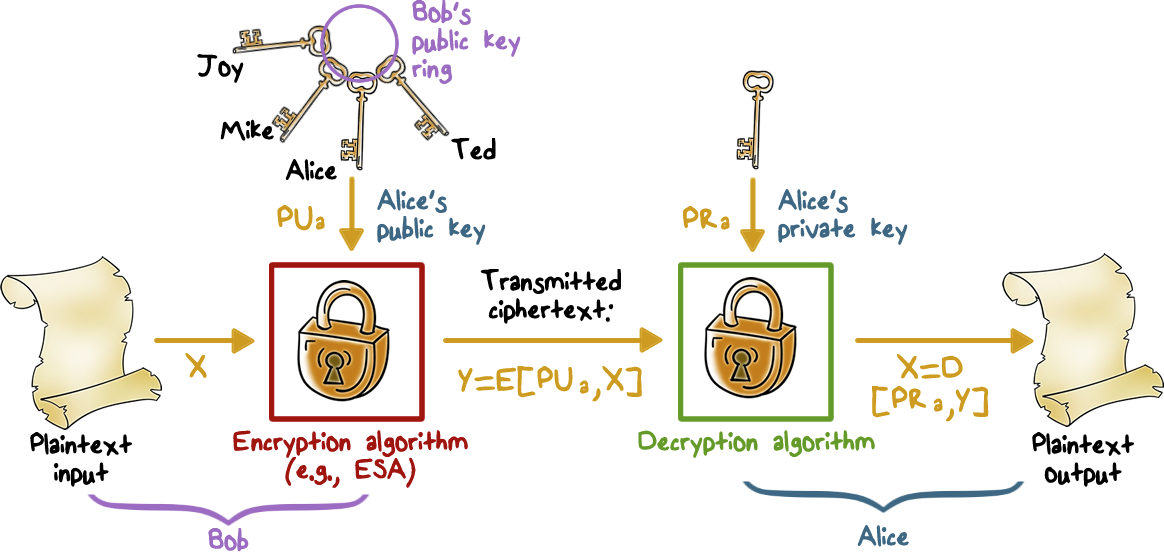 Bob's
public key
ring
Joy
Mike
Alice
Ted
PUa
Alice's
public key
PRa
Alice's
private key
Transmitted
ciphertext:
X
Y=E[PUa,X]
X=D
[PRa,Y]
Plaintext
input
Encryption algorithm
(e.g., ESA)
Decryption algorithm
Plaintext
output
Bob
Alice